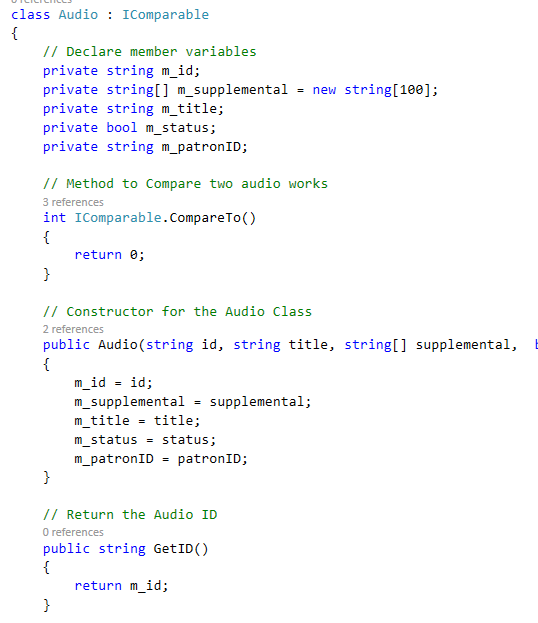 0 references
class Audio : IComparable
{
// Declare member variables
private string m_id;
private string[] m_supplemental = new string[100];
private string m_title;
private bool m_status;
private string m_patronID;
// Method to Compare two audio works
3 references
int IComparable.CompareTo()
{
return 0;
}
// Constructor for the Audio Class
2 references
public Audio(string id, string title, string[] supplemental,
{
m_id = id;
m_supplemental = supplemental;
m_title = title;
m_status = status;
m_patronID = patronID;
}
// Return the Audio ID
0 references
public string GetID()
{
return m_id;
}